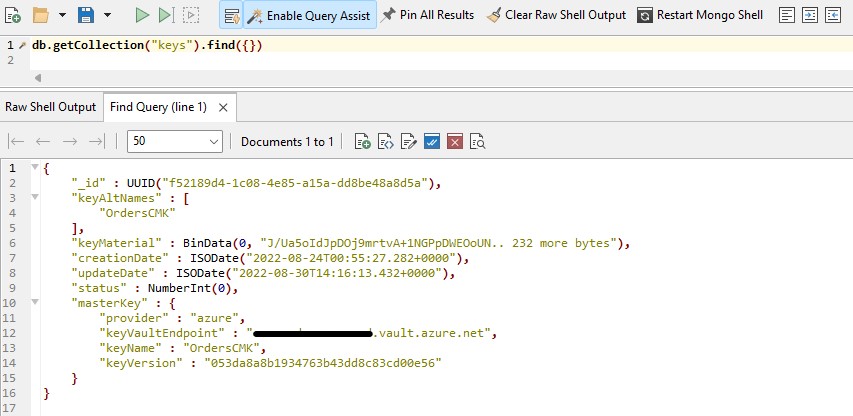 Enable Query Assist Pin All Results Clear Raw Shell Output Restart Mongo Shell
1 db.getCollection("keys").find({})
2
Raw Shell Output Find Query (line 1) X
50 Documents 1 to 1
1 {
2 "_id" : UUID("f52189d4-1c08-4e85-a15a-dd8be48a8d5a"),
3 "keyAltNames" : [
4 "OrdersCMK"
5 ],
6 "keyMaterial" : BinData(0, "J/Ua5oIdJpDOj9mrtvA+1NGPpDWEOoUN.. 232 more bytes"),
7 "creationDate" : ISODate("2022-08-24T00:55:27.282+0000"),
8 "updateDate" : ISODate("2022-08-30T14:16:13.432+0000"),
9 "status" : NumberInt(0),
10 "masterKey" : {
11 "provider" : "azure",
12 "keyVaultEndpoint" : " .vault.azure.net",
13 "keyName" : "OrdersCMK",
14 "keyVersion" : "053da8a8b1934763b43dd8c83cd00e56"
15 }
16 }
17